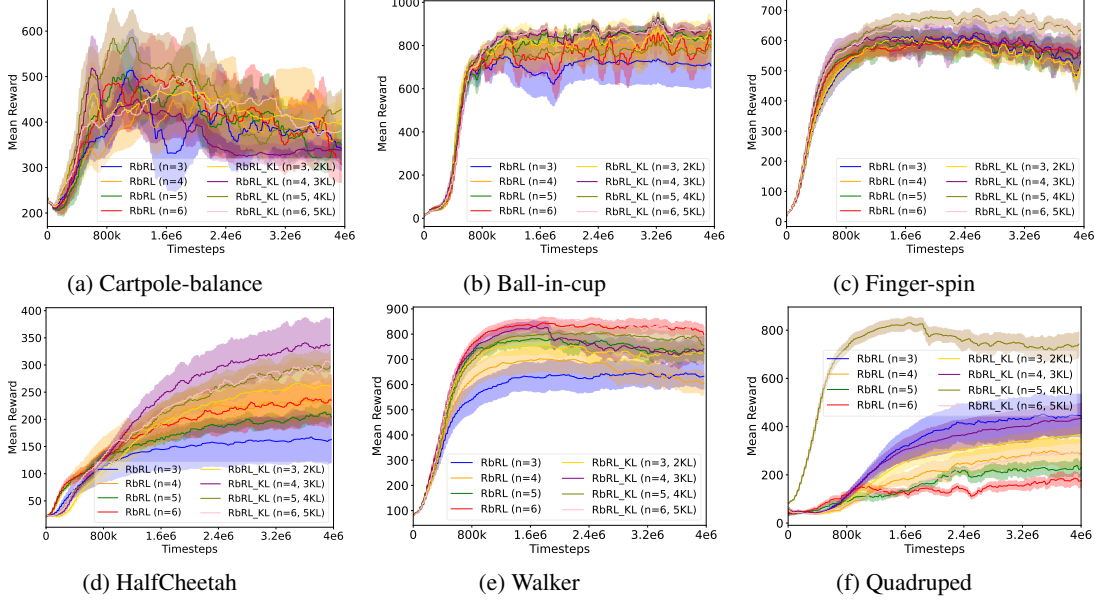 600
500
400
300
200
Mean Reward
RbRL (n=3)
RbRL (n=4)
RbRL (n=5)
RbRL (n=6)
RbRL_KL (n=3, 2KL)
RbRL_KL (n=4, 3KL)
RbRL_KL (n=5, 4KL)
RbRL_KL (n=6, 5KL)
0 800k 1.6e6 2.4e6 3.2e6 4e6
Timesteps
(a) Cartpole-balance
1000
800
600
400
200
0
Mean Reward
RbRL (n=3)
RbRL (n=4)
RbRL (n=5)
RbRL (n=6)
RbRL_KL (n=3, 2KL)
RbRL_KL (n=4, 3KL)
RbRL_KL (n=5, 4KL)
RbRL_KL (n=6, 5KL)
0 800k 1.6e6 2.4e6 3.2e6 4e6
Timesteps
(b) Ball-in-cup
700
600
500
400
300
200
100
0
Mean Reward
RbRL (n=3)
RbRL (n=4)
RbRL (n=5)
RbRL (n=6)
RbRL_KL (n=3, 2KL)
RbRL_KL (n=4, 3KL)
RbRL_KL (n=5, 4KL)
RbRL_KL (n=6, 5KL)
0 800k 1.6e6 2.4e6 3.2e6 4e6
Timesteps
(c) Finger-spin
400
350
300
250
200
150
100
50
Mean Reward
RbRL (n=3)
RbRL (n=4)
RbRL (n=5)
RbRL (n=6)
RbRL_KL (n=3, 2KL)
RbRL_KL (n=4, 3KL)
RbRL_KL (n=5, 4KL)
RbRL_KL (n=6, 5KL)
0 800k 1.6e6 2.4e6 3.2e6 4e6
Timesteps
(d) HalfCheetah
900
800
700
600
500
400
300
200
100
Mean Reward
RbRL (n=3)
RbRL (n=4)
RbRL (n=5)
RbRL (n=6)
RbRL_KL (n=3, 2KL)
RbRL_KL (n=4, 3KL)
RbRL_KL (n=5, 4KL)
RbRL_KL (n=6, 5KL)
0 800k 1.6e6 2.4e6 3.2e6 4e6
Timesteps
(e) Walker
800
600
400
200
0
Mean Reward
RbRL (n=3)
RbRL (n=4)
RbRL (n=5)
RbRL (n=6)
RbRL_KL (n=3, 2KL)
RbRL_KL (n=4, 3KL)
RbRL_KL (n=5, 4KL)
RbRL_KL (n=6, 5KL)
0 800k 1.6e6 2.4e6 3.2e6 4e6
Timesteps
(f) Quadruped